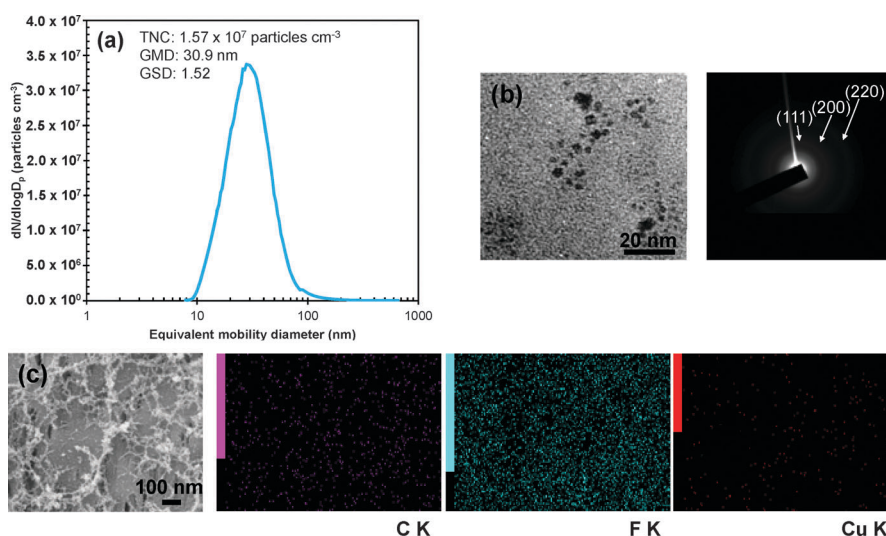 (a)
TNC: 1.57 x 10⁷ particles cm⁻³
GMD: 30.9 nm
GSD: 1.52
dN/dlogDₚ (particles cm⁻³)
4.0 x 10⁷
3.5 x 10⁷
3.0 x 10⁷
2.5 x 10⁷
2.0 x 10⁷
1.5 x 10⁷
1.0 x 10⁷
5.0 x 10⁶
0.0 x 10⁰
1 10 100 1000
Equivalent mobility diameter (nm)
(b)
20 nm
(111)
(200)
(220)
(c)
100 nm
C K
F K
Cu K